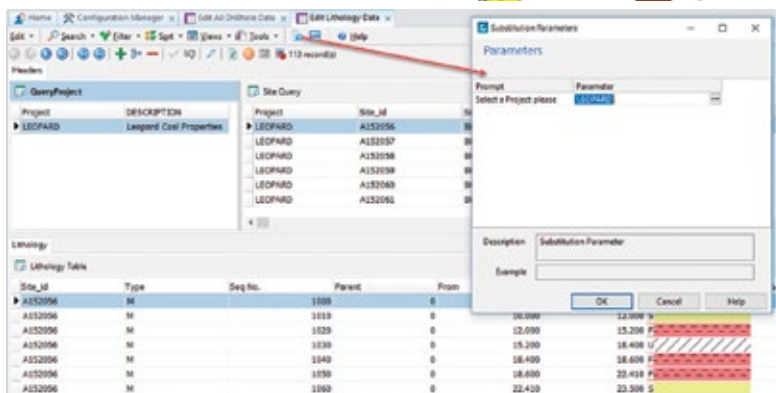 Home Configuration Manager Edit All Drillhole Data Edit Lithology Data
Edit Search Filter Sort Views Tools Help
113 record(s)
Headers
QueryProject
Project DESCRIPTION
LEOPARD Leopard Coal Properties
Site Query
Project Site_id
LEOPARD A152056
LEOPARD A152057
LEOPARD A152058
LEOPARD A152059
LEOPARD A152060
LEOPARD A152061
Substitution Parameters
Parameters
Prompt Parameter
Select a Project please LEOPARD
Description Substitution Parameter
Example
OK Cancel Help
Lithology
Lithology Table
Site_id Type Seq No. Parent From
A152056 M 1000 0
A152056 M 1010 0 10.000 12.000 S
A152056 M 1020 0 12.000 15.200
A152056 M 1030 0 15.200 18.400 U
A152056 M 1040 0 18.400 18.600
A152056 M 1050 0 18.600 22.410
A152056 M 1060 0 22.410 23.500 S